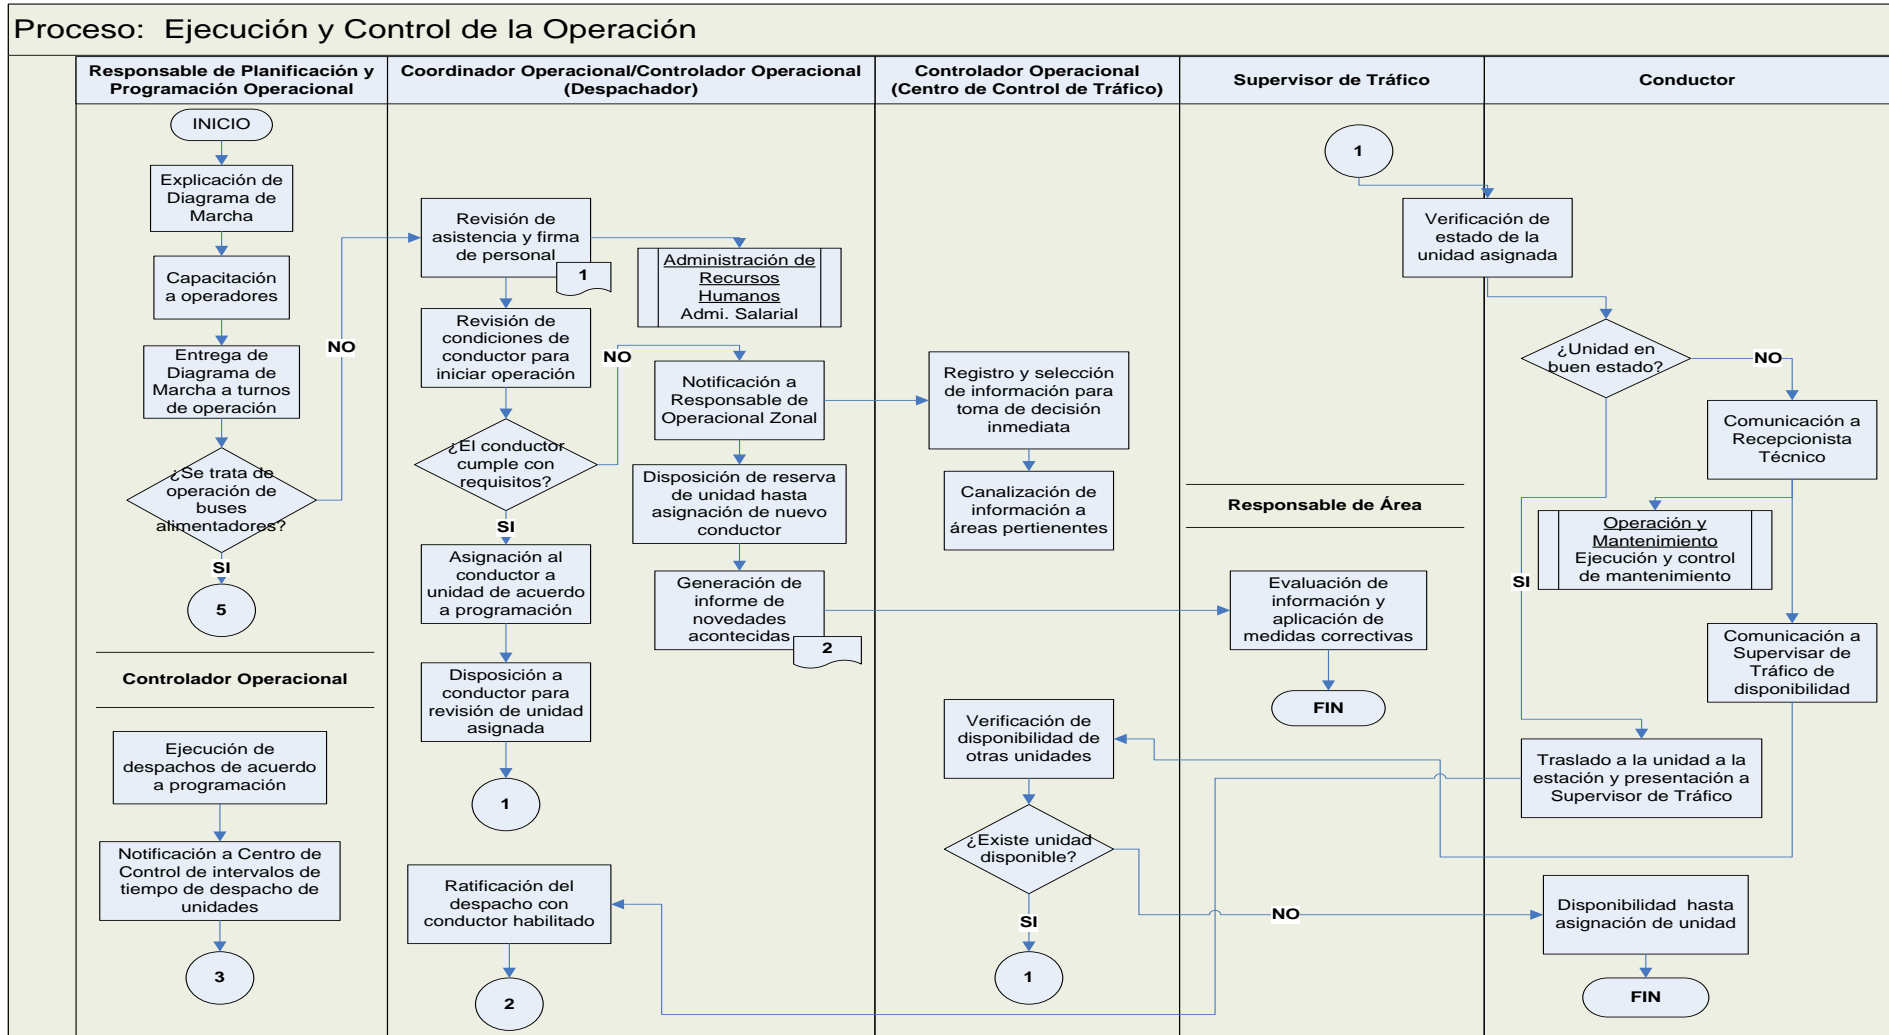 Proceso:  Ejecución y Control de la Operación
Responsable de Planificación y
Programación Operacional
Coordinador Operacional/Controlador Operacional
(Despachador)
Controlador Operacional
(Centro de Control de Tráfico)
Supervisor de Tráfico
Conductor
INICIO
Explicación de
Diagrama de
Marcha
Capacitación
a operadores
Entrega de
Diagrama de
Marcha a turnos
de operación
¿Se trata de
operación de
buses
alimentadores?
NO
SI
5
Controlador Operacional
Ejecución de
despachos de acuerdo
a programación
Notificación a Centro de
Control de intervalos de
tiempo de despacho de
unidades
3
Revisión de
asistencia y firma
de personal
1
Administración de
Recursos
Humanos
Admi. Salarial
Revisión de
condiciones de
conductor para
iniciar operación
NO
¿El conductor
cumple con
requisitos?
SI
Asignación al
conductor a
unidad de acuerdo
a programación
Disposición a
conductor para
revisión de unidad
asignada
1
Notificación a
Responsable de
Operacional Zonal
Disposición de reserva
de unidad hasta
asignación de nuevo
conductor
Generación de
informe de
novedades
acontecidas
2
Ratificación del
despacho con
conductor habilitado
2
Registro y selección
de información para
toma de decisión
inmediata
Canalización de
información a
áreas pertienentes
Verificación de
disponibilidad de
otras unidades
¿Existe unidad
disponible?
NO
SI
1
1
Responsable de Área
Evaluación de
información y
aplicación de
medidas correctivas
FIN
Verificación de
estado de la
unidad asignada
¿Unidad en
buen estado?
NO
SI
Comunicación a
Recepcionista
Técnico
Operación y
Mantenimiento
Ejecución y control
de mantenimiento
Comunicación a
Supervisar de
Tráfico de
disponibilidad
Traslado a la unidad a la
estación y presentación a
Supervisor de Tráfico
Disponibilidad  hasta
asignación de unidad
FIN